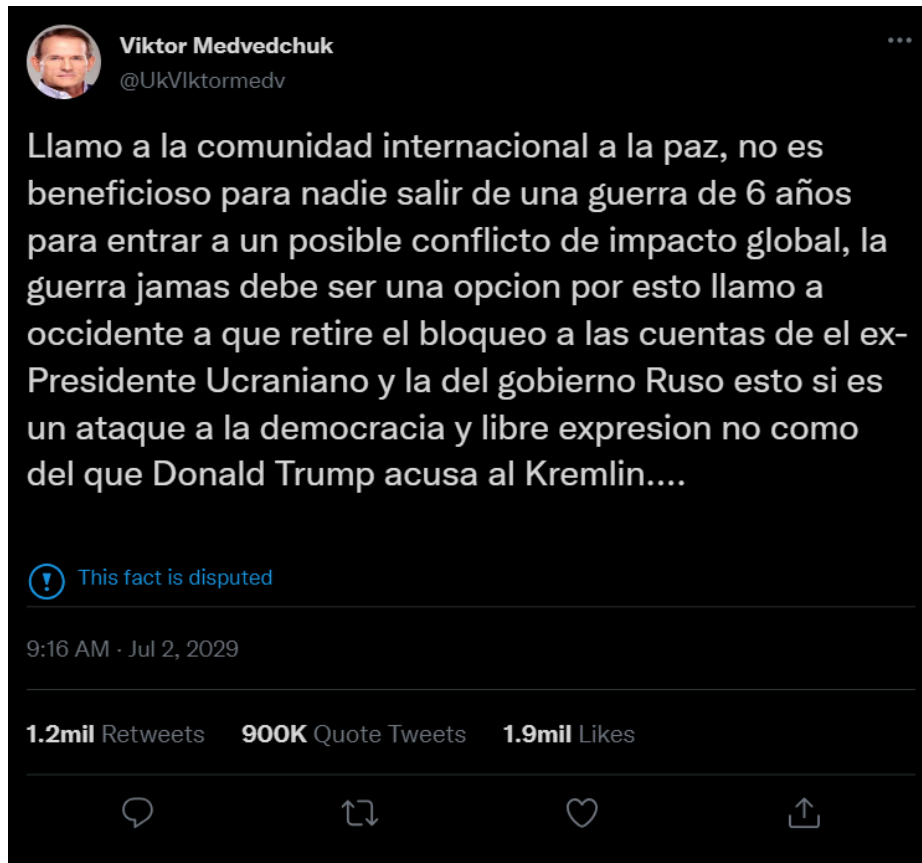 Viktor Medvedchuk
@UkVIktormedv
Llamo a la comunidad internacional a la paz, no es
beneficioso para nadie salir de una guerra de 6 años
para entrar a un posible conflicto de impacto global, la
guerra jamas debe ser una opcion por esto llamo a
occidente a que retire el bloqueo a las cuentas de el ex-
Presidente Ucraniano y la del gobierno Ruso esto si es
un ataque a la democracia y libre expresion no como
del que Donald Trump acusa al Kremlin....
This fact is disputed
9:16 AM · Jul 2, 2029
1.2mil Retweets 900K Quote Tweets 1.9mil Likes